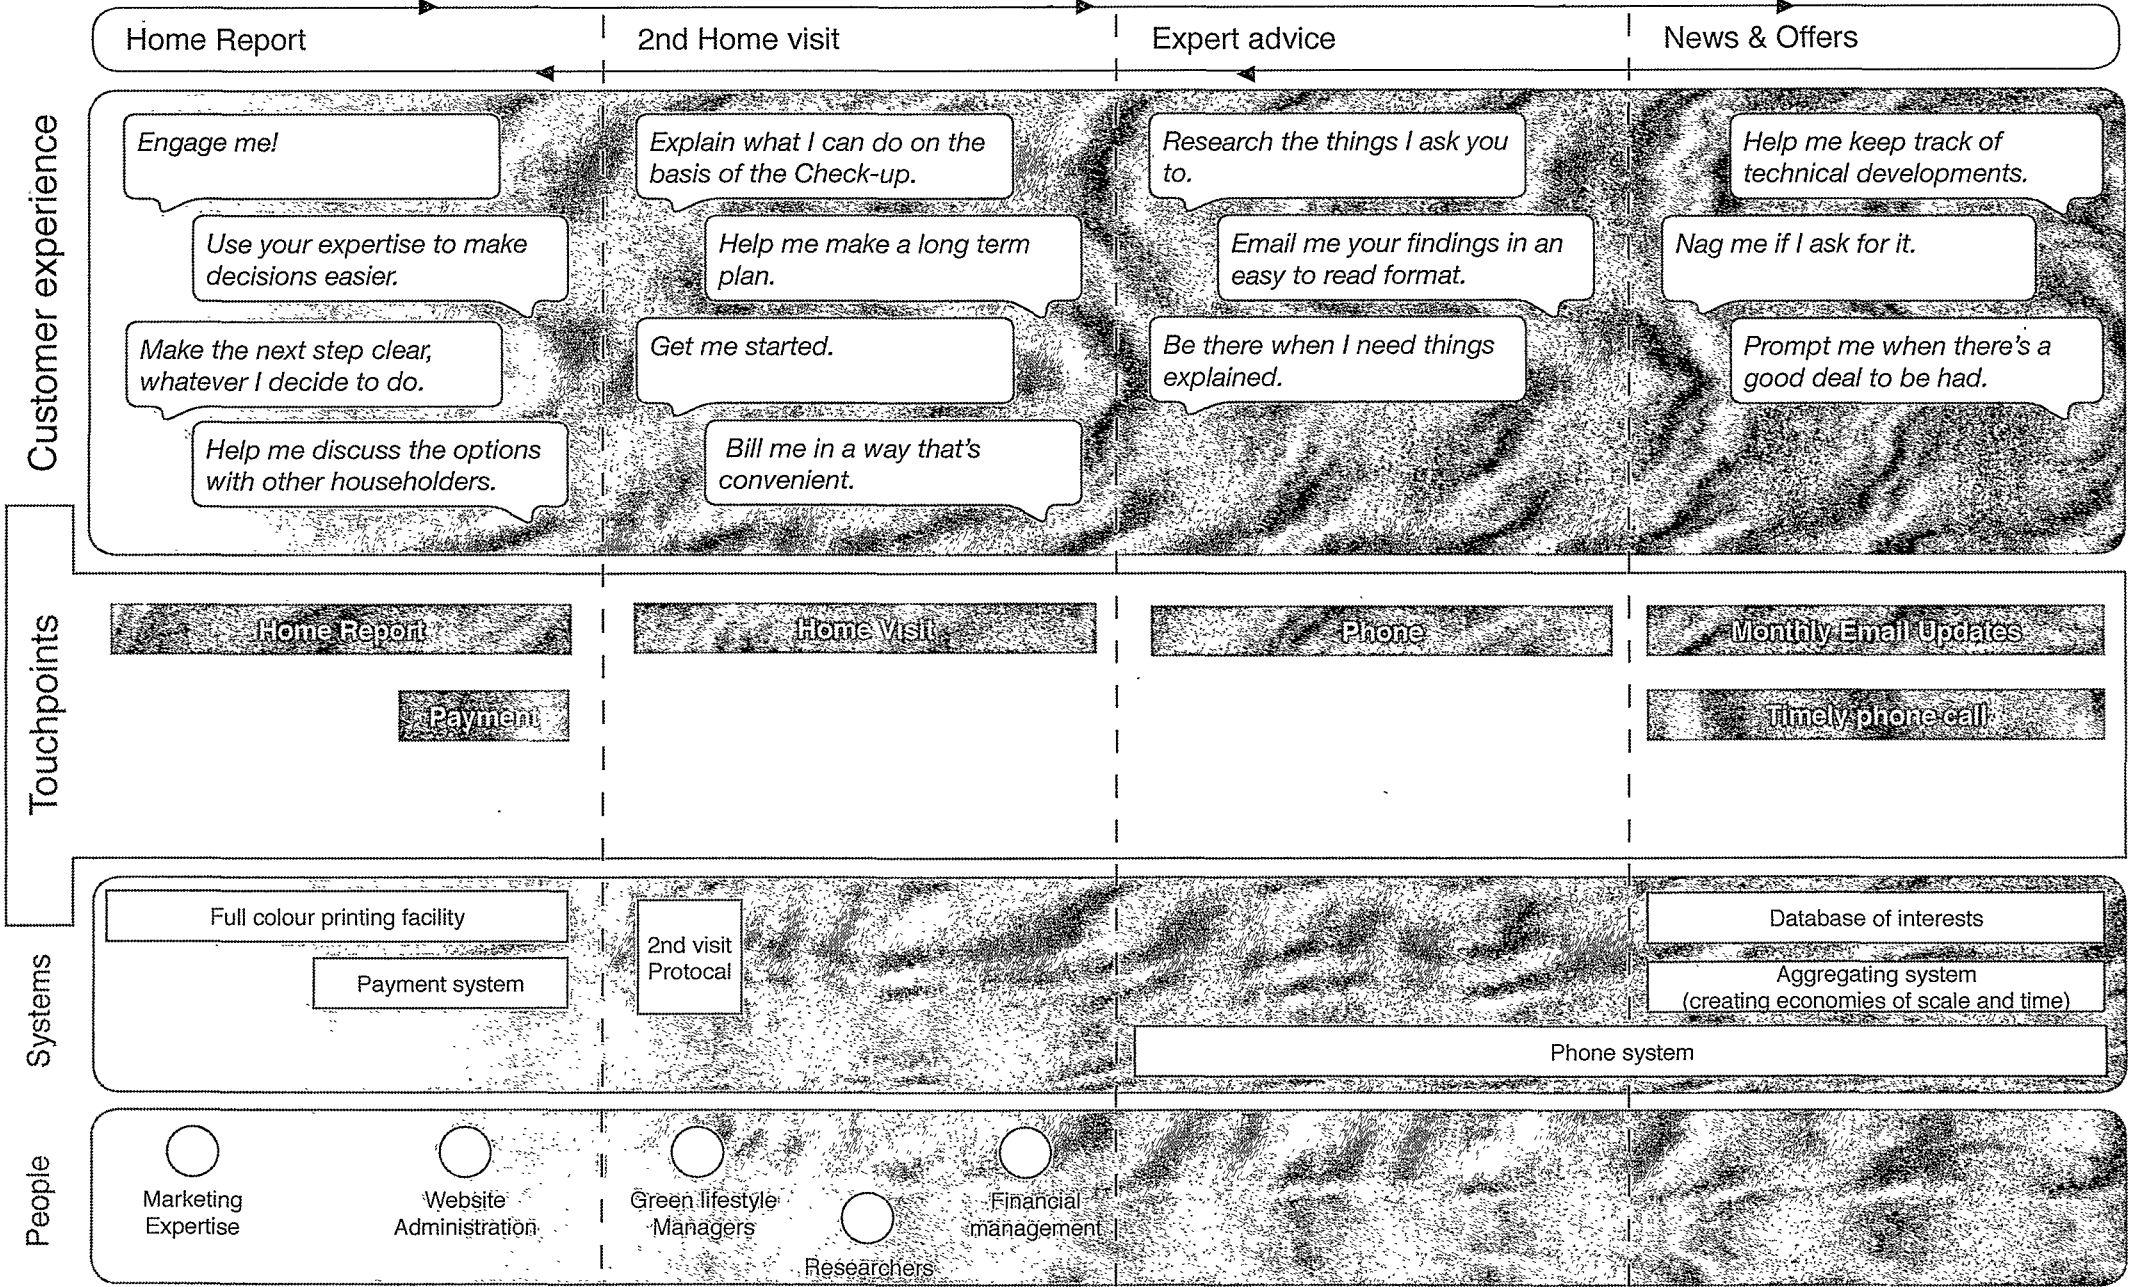 Home Report
2nd Home visit
Expert advice
News & Offers
Customer experience
Engage me!
Use your expertise to make
decisions easier.
Make the next step clear,
whatever I decide to do.
Help me discuss the options
with other householders.
Explain what I can do on the
basis of the Check-up.
Help me make a long term
plan.
Get me started.
Bill me in a way that's
convenient.
Research the things I ask you
to.
Email me your findings in an
easy to read format.
Be there when I need things
explained.
Help me keep track of
technical developments.
Nag me if I ask for it.
Prompt me when there's a
good deal to be had.
Touchpoints
Home Report
Payment
Home Visit
Phone
Monthly Email Updates
Timely phone call
Systems
Full colour printing facility
Payment system
2nd visit
Protocal
Database of interests
Aggregating system
(creating economies of scale and time)
Phone system
People
Marketing
Expertise
Website
Administration
Green lifestyle
Managers
Researchers
Financial
management